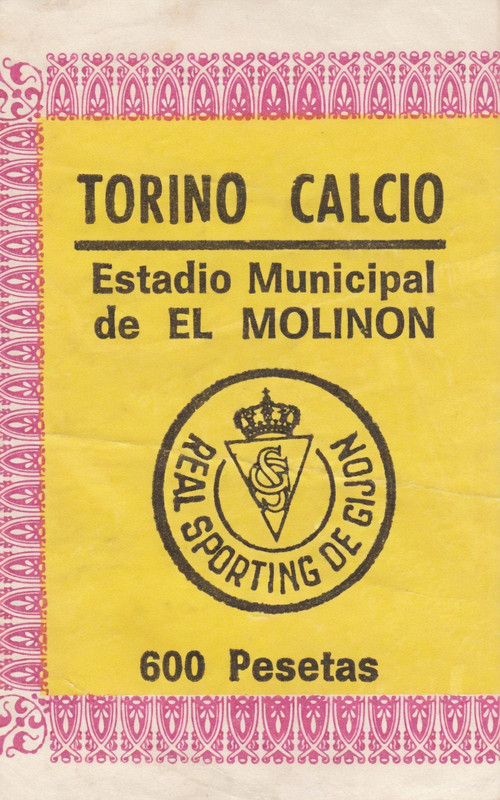 TORINO CALCIO
Estadio Municipal
de EL MOLINON
REAL SPORTING DE GIJON
600 Pesetas